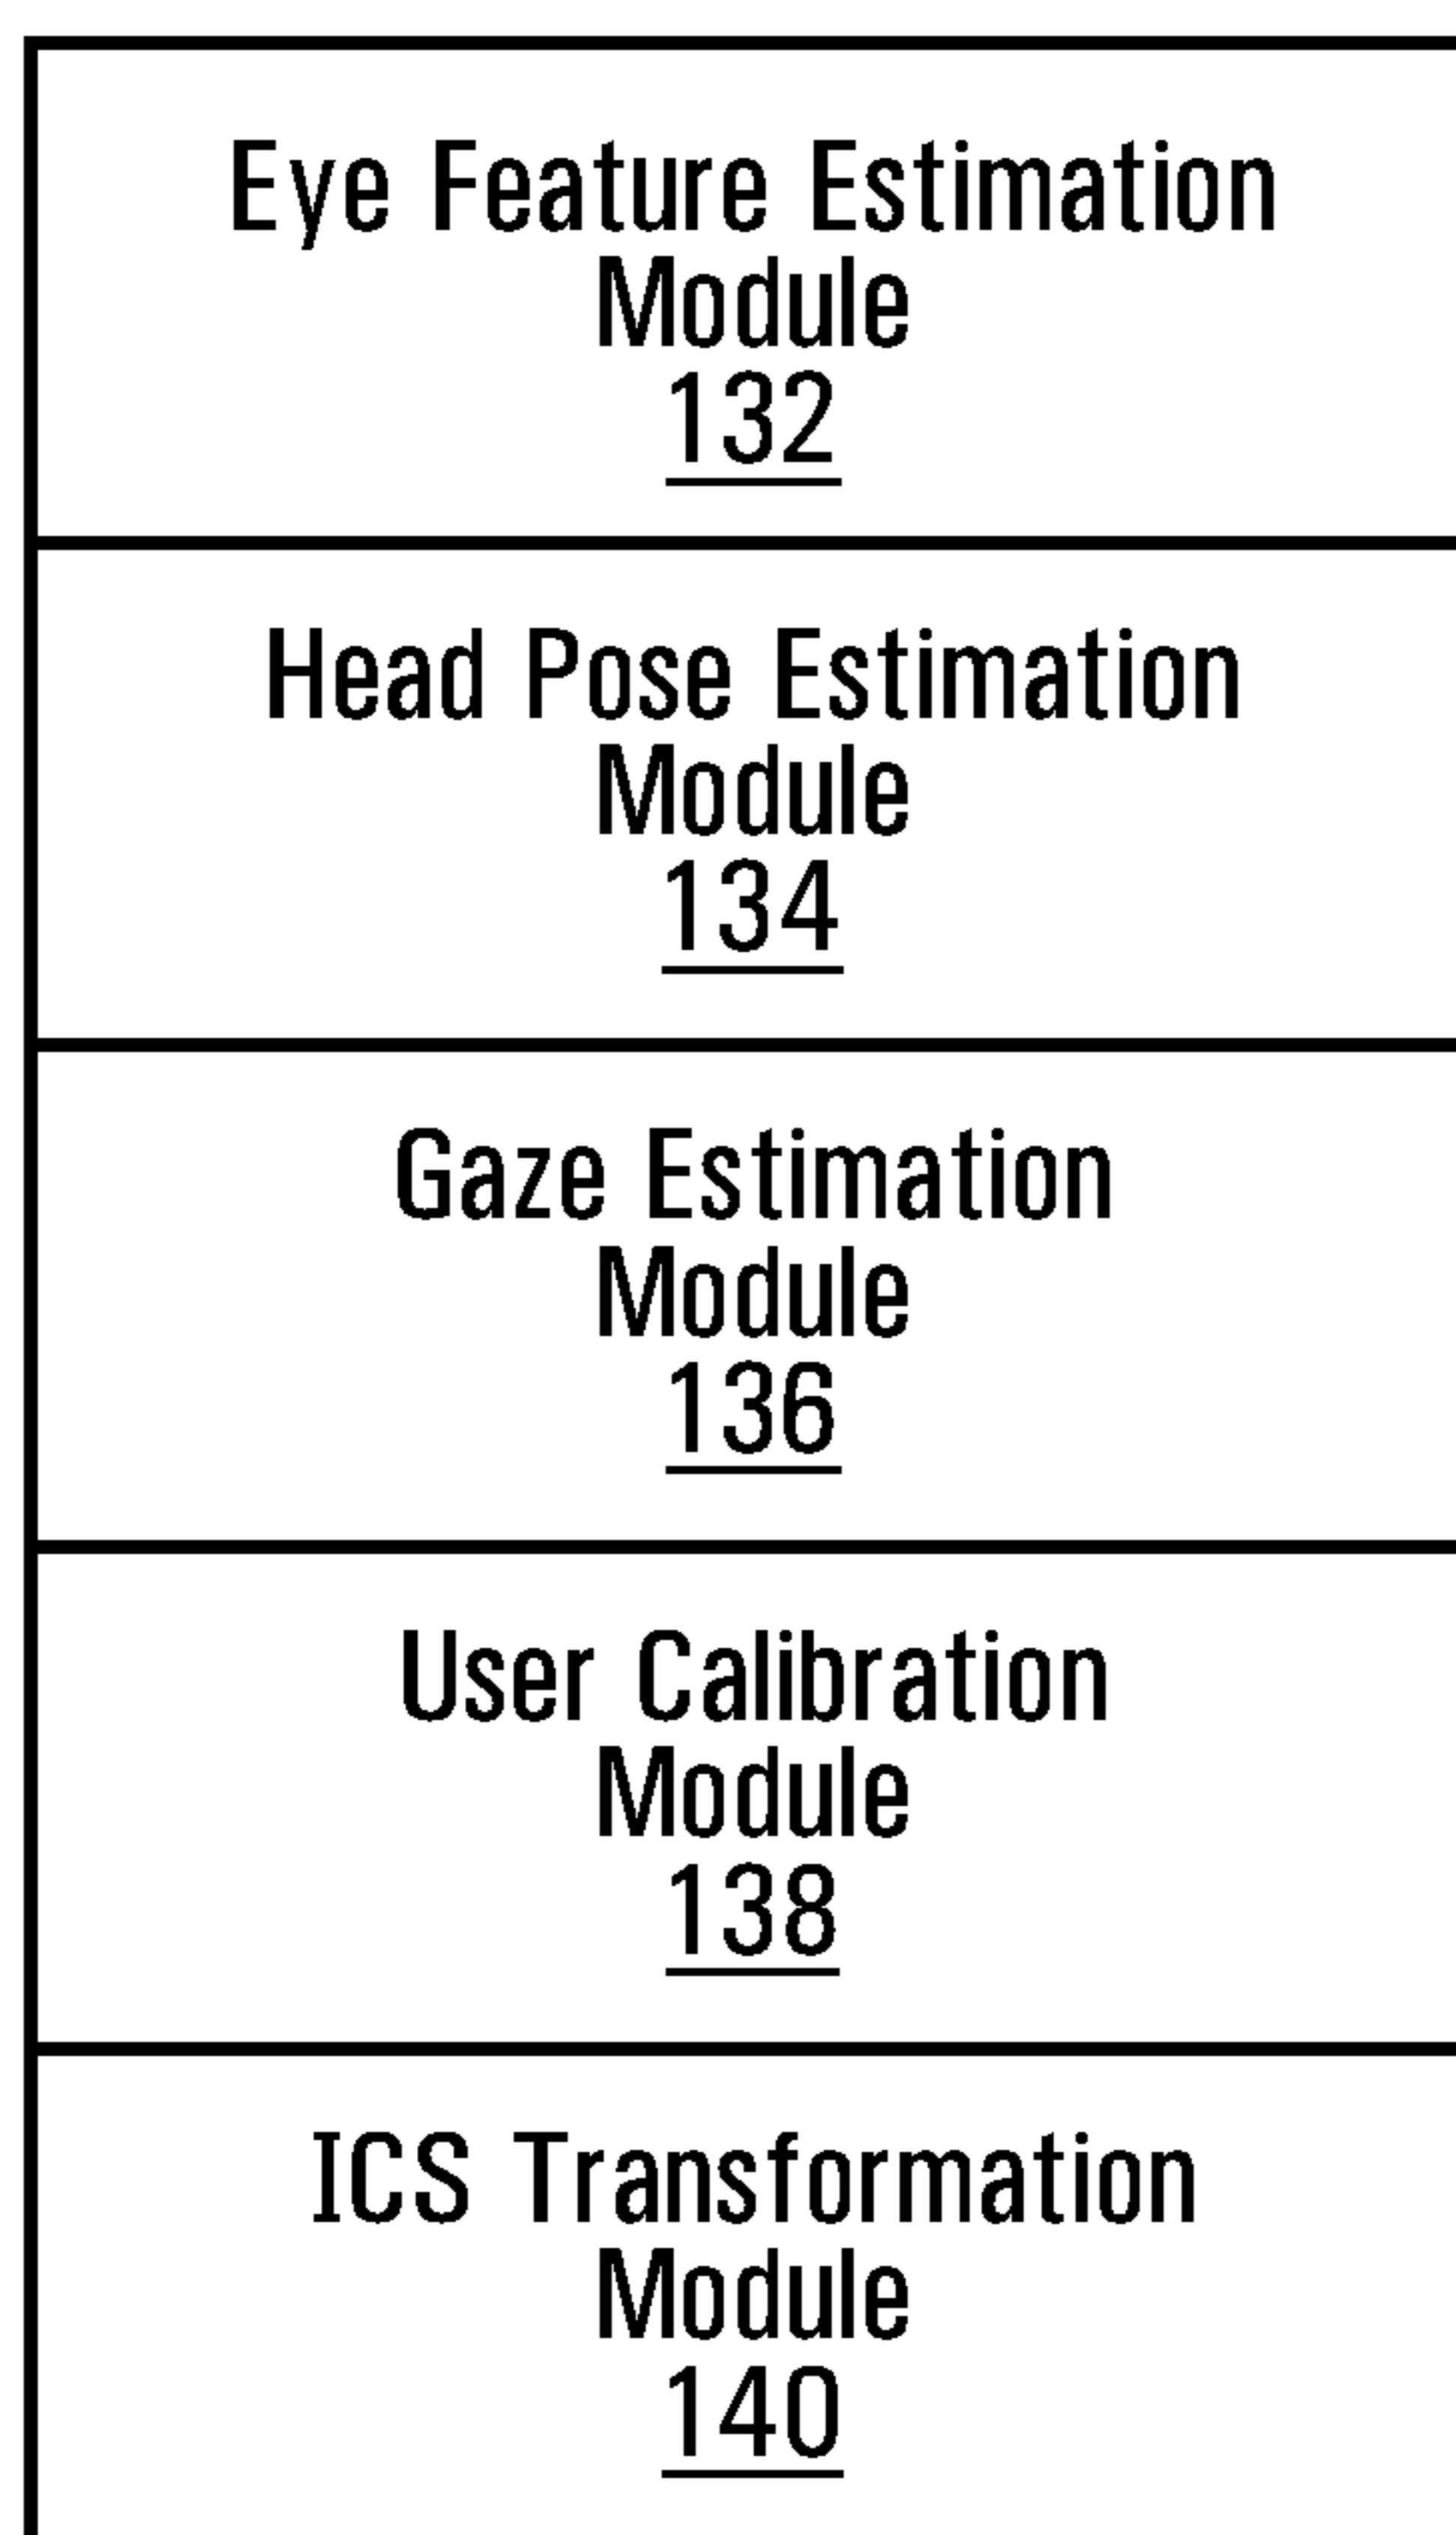 Eye Feature Estimation
Module
132
Head Pose Estimation
Module
134
Gaze Estimation
Module
136
User Calibration
Module
138
ICS Transformation
Module
140